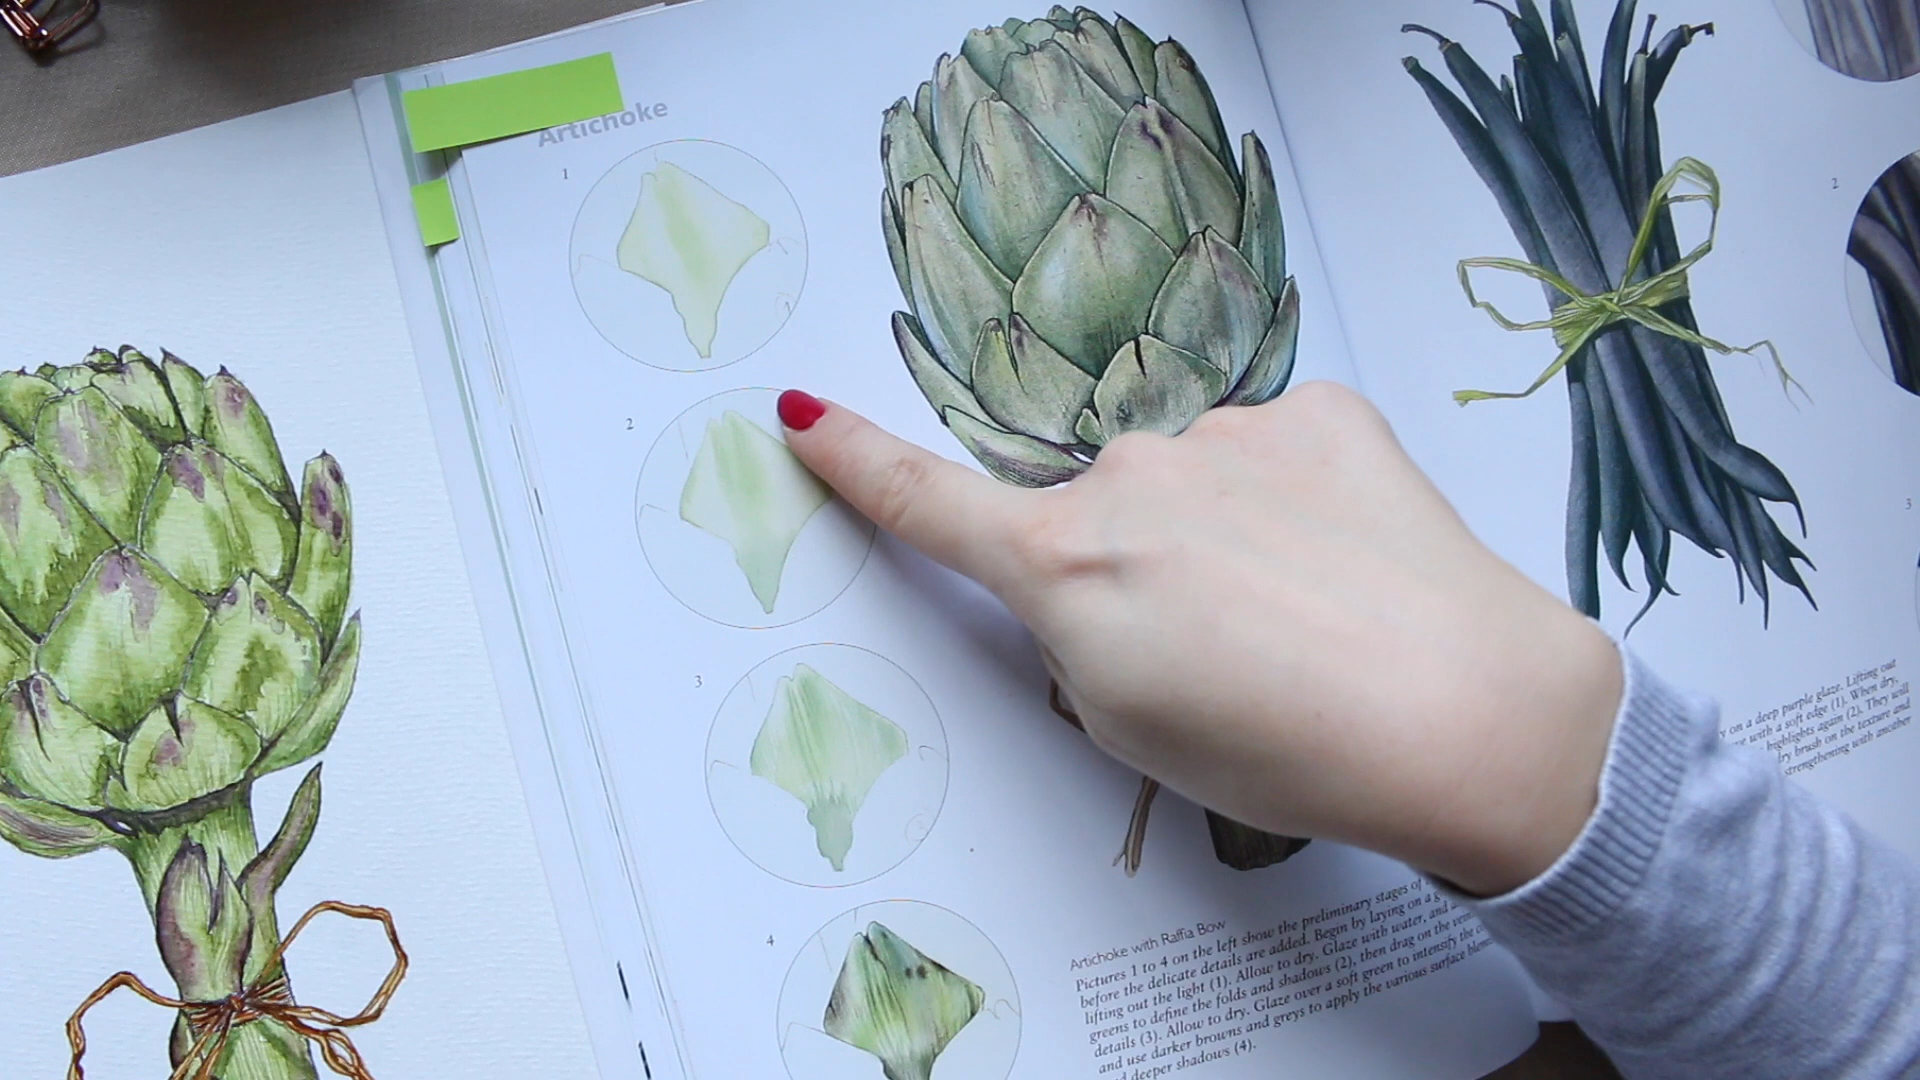 Artichoke
1
2
3
4
Artichoke with Raffia Bow
Pictures 1 to 4 on the left show the preliminary stages of
before the delicate details are added. Begin by laying on a
lifting out the light (1). Allow to dry. Glaze with water, and
greens to define the folds and shadows (2), then drag on the
details (3). Allow to dry. Glaze over a soft green to intensify the
and use darker browns and greys to apply the various surface
deeper shadows (4).
2
3
on a deep purple glaze. Lifting out
with a soft edge (1). When dry,
highlights again (2). They will
brush on the texture and
strengthening with another